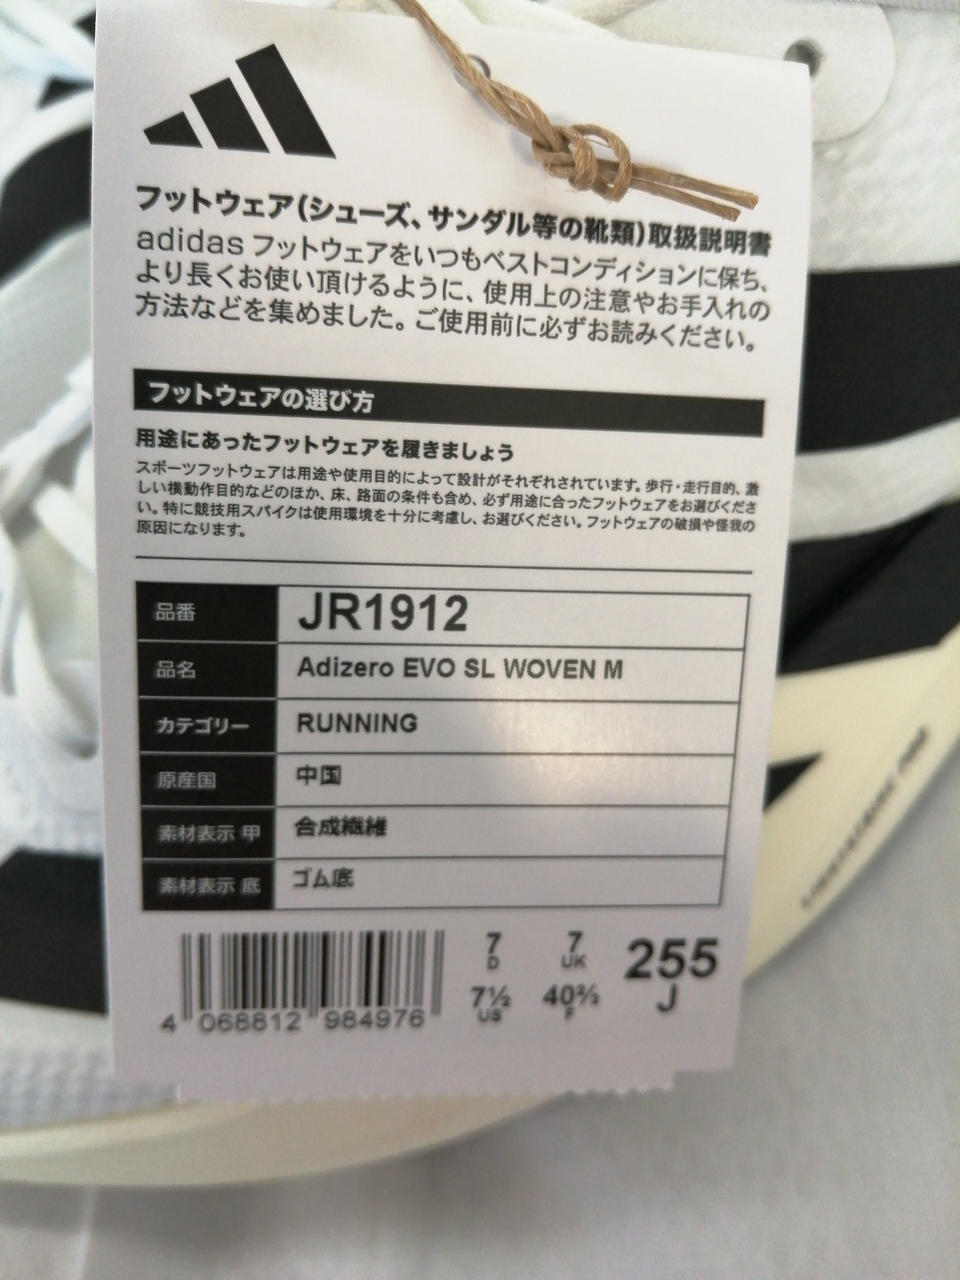 フットウェア(シューズ、サンダル等の靴類)取扱説明書
adidas フットウェアをいつもベストコンディションに保ち、
より長くお使い頂けるように、使用上の注意やお手入れの
方法などを集めました。ご使用前に必ずお読みください。
フットウェアの選び方
用途にあったフットウェアを履きましょう
スポーツフットウェアは用途や使用目的によって設計がそれぞれされています。歩行・走行目的、激
しい横動作目的などのほか、床、路面の条件も含め、必ず用途に合ったフットウェアをお選びくださ
い。特に競技用スパイクは使用環境を十分に考慮し、お選びください。フットウェアの破損や怪我の
原因になります。
品番 JR1912
品名 Adizero EVO SL WOVEN M
カテゴリー RUNNING
原産国 中国
素材表示 甲 合成繊維
素材表示 底 ゴム底
7 7 255
D UK J
7½ 40⅔
US F
4 068812 984976